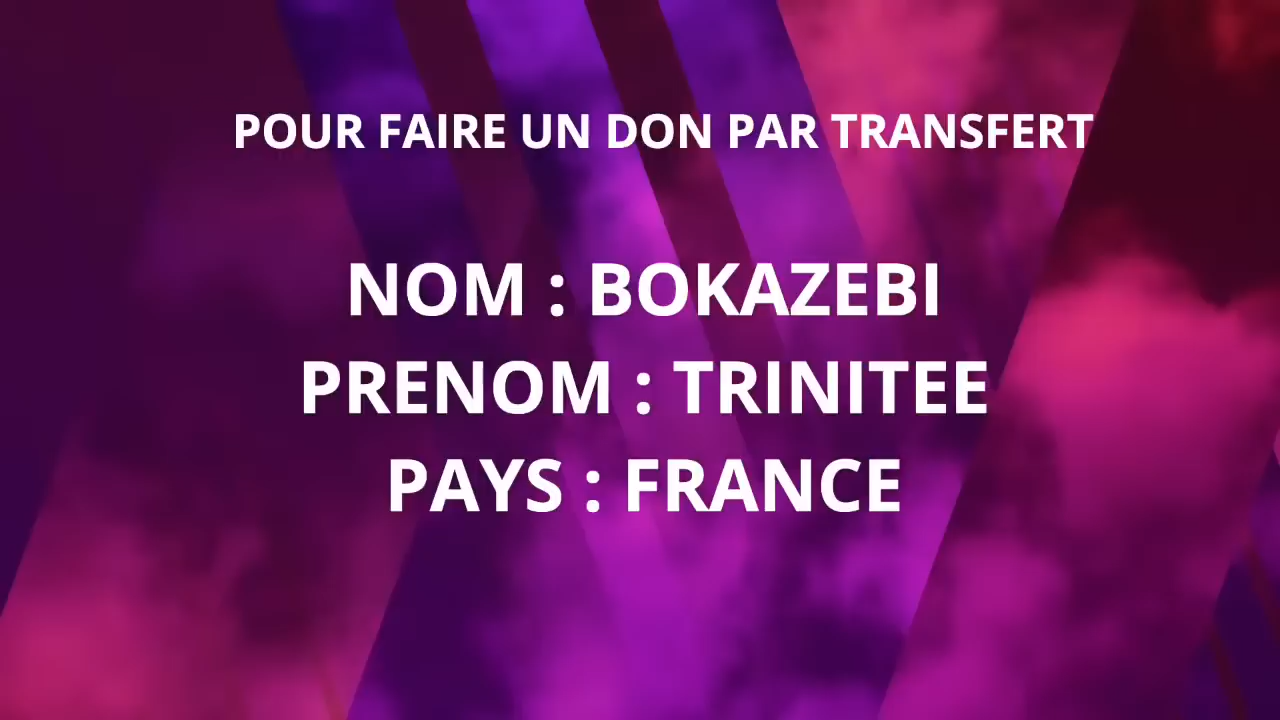 POUR FAIRE UN DON PAR TRANSFERT
NOM : BOKAZEBI
PRENOM : TRINITEE
PAYS : FRANCE